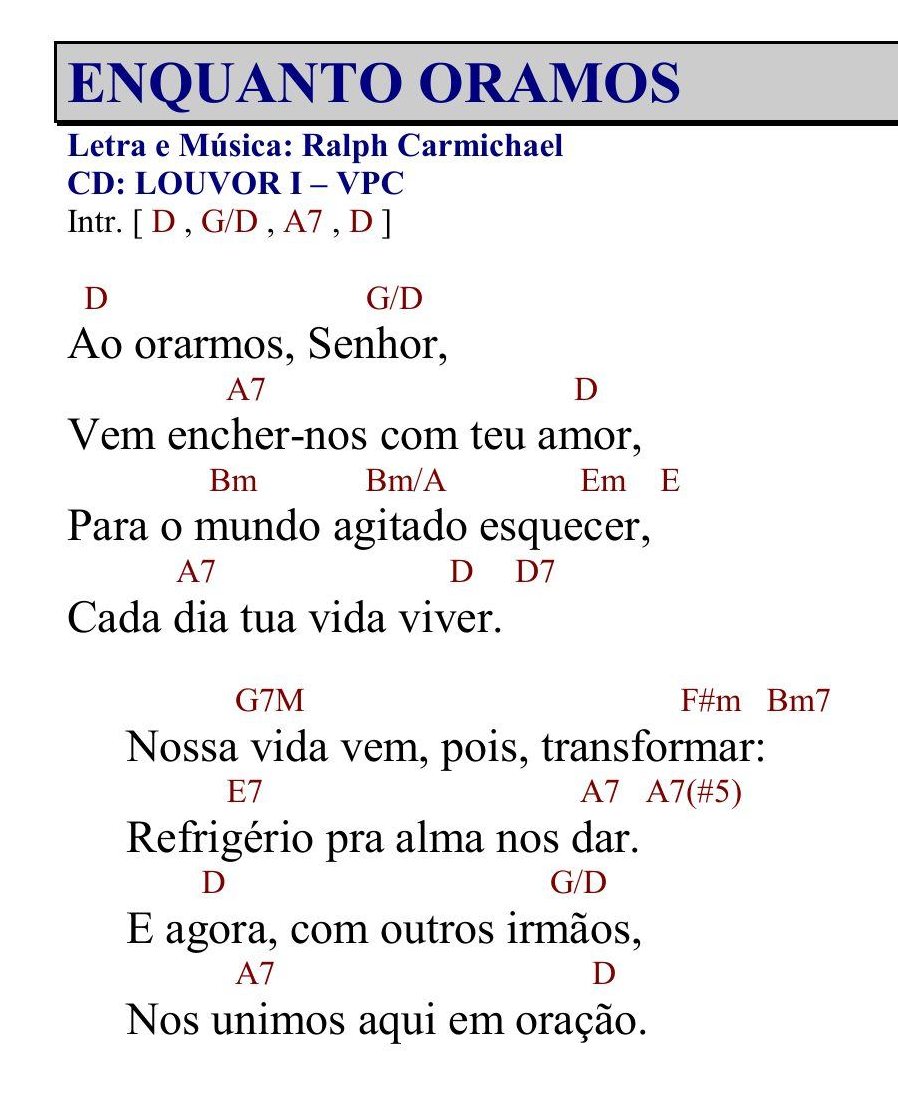 ENQUANTO ORAMOS
Letra e Música: Ralph Carmichael
CD: LOUVOR I – VPC
Intr. [ D , G/D , A7 , D ]
D G/D
Ao orarmos, Senhor,
A7 D
Vem encher-nos com teu amor,
Bm Bm/A Em E
Para o mundo agitado esquecer,
A7 D D7
Cada dia tua vida viver.
G7M F#m Bm7
Nossa vida vem, pois, transformar:
E7 A7 A7(#5)
Refrigério pra alma nos dar.
D G/D
E agora, com outros irmãos,
A7 D
Nos unimos aqui em oração.